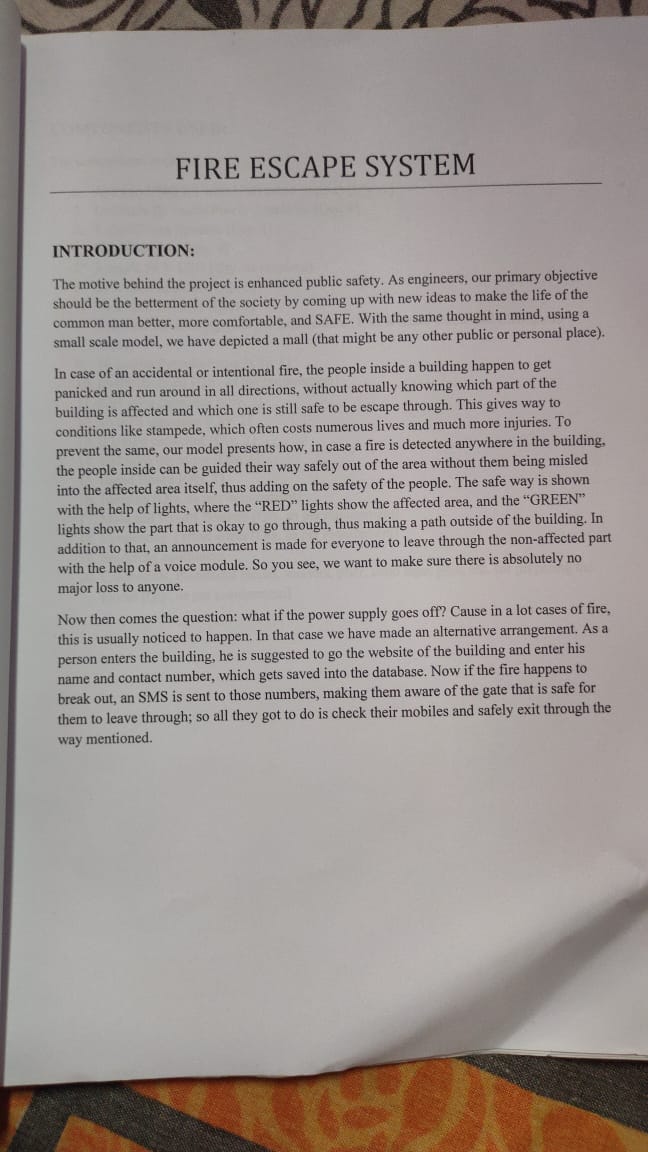 FIRE ESCAPE SYSTEM
INTRODUCTION:
The motive behind the project is enhanced public safety. As engineers, our primary objective
should be the betterment of the society by coming up with new ideas to make the life of the
common man better, more comfortable, and SAFE. With the same thought in mind, using a
small scale model, we have depicted a mall (that might be any other public or personal place).
In case of an accidental or intentional fire, the people inside a building happen to get
panicked and run around in all directions, without actually knowing which part of the
building is affected and which one is still safe to be escape through. This gives way to
conditions like stampede, which often costs numerous lives and much more injuries. To
prevent the same, our model presents how, in case a fire is detected anywhere in the building,
the people inside can be guided their way safely out of the area without them being misled
into the affected area itself, thus adding on the safety of the people. The safe way is shown
with the help of lights, where the “RED” lights show the affected area, and the “GREEN”
lights show the part that is okay to go through, thus making a path outside of the building. In
addition to that, an announcement is made for everyone to leave through the non-affected part
with the help of a voice module. So you see, we want to make sure there is absolutely no
major loss to anyone.
Now then comes the question: what if the power supply goes off? Cause in a lot cases of fire,
this is usually noticed to happen. In that case we have made an alternative arrangement. As a
person enters the building, he is suggested to go the website of the building and enter his
name and contact number, which gets saved into the database. Now if the fire happens to
break out, an SMS is sent to those numbers, making them aware of the gate that is safe for
them to leave through; so all they got to do is check their mobiles and safely exit through the
way mentioned.